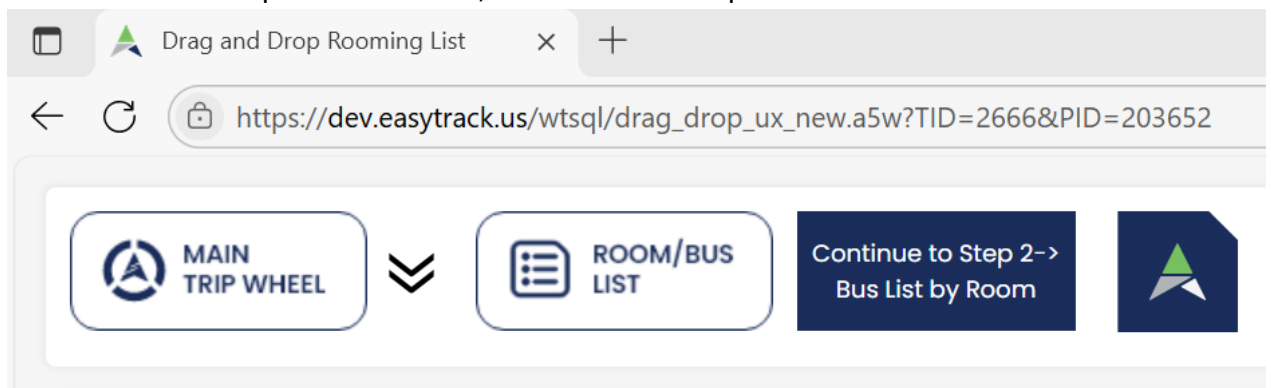 Drag and Drop Rooming List
https://dev.easytrack.us/wtsql/drag_drop_ux_new.a5w?TID=2666&PID=203652
MAIN
TRIP WHEEL
ROOM/BUS
LIST
Continue to Step 2->
Bus List by Room